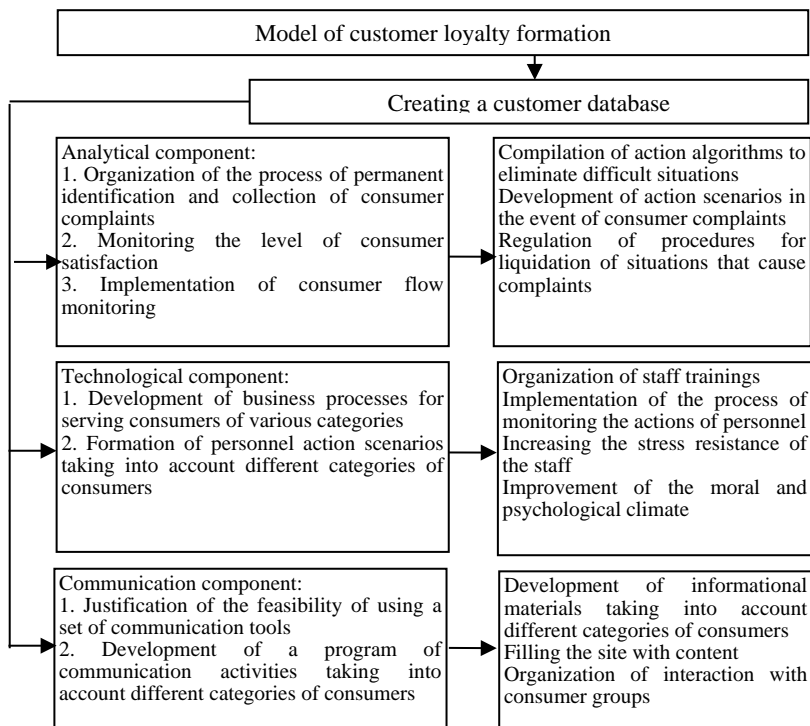 Model of customer loyalty formation
Creating a customer database
Analytical component:
1. Organization of the process of permanent
identification and collection of consumer
complaints
2. Monitoring the level of consumer
satisfaction
3. Implementation of consumer flow
monitoring
Compilation of action algorithms to
eliminate difficult situations
Development of action scenarios in
the event of consumer complaints
Regulation of procedures for
liquidation of situations that cause
complaints
Technological component:
1. Development of business processes for
serving consumers of various categories
2. Formation of personnel action scenarios
taking into account different categories of
consumers
Organization of staff trainings
Implementation of the process of
monitoring the actions of personnel
Increasing the stress resistance of
the staff
Improvement of the moral and
psychological climate
Communication component:
1. Justification of the feasibility of using a
set of communication tools
2. Development of a program of
communication activities taking into
account different categories of consumers
Development of informational
materials taking into account
different categories of consumers
Filling the site with content
Organization of interaction with
consumer groups